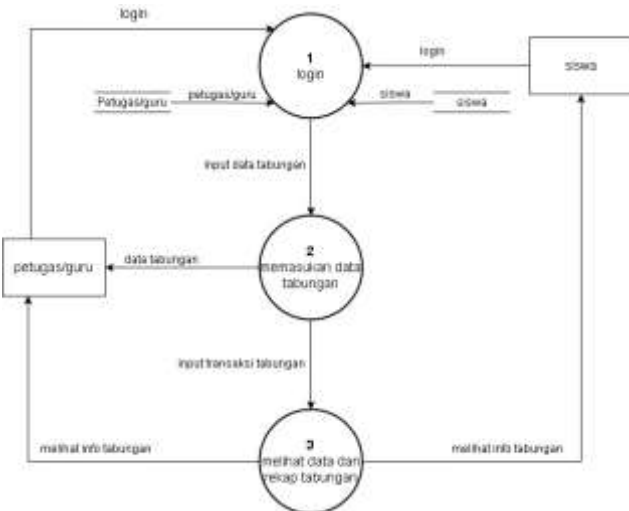 login
1
login
login
siswa
petugas/guru
Petugas/guru
siswa
siswa
input data tabungan
2
memasukan data
tabungan
data tabungan
petugas/guru
input transaksi tabungan
3
melihat data dan
rekap tabungan
melihat info tabungan
melihat info tabungan